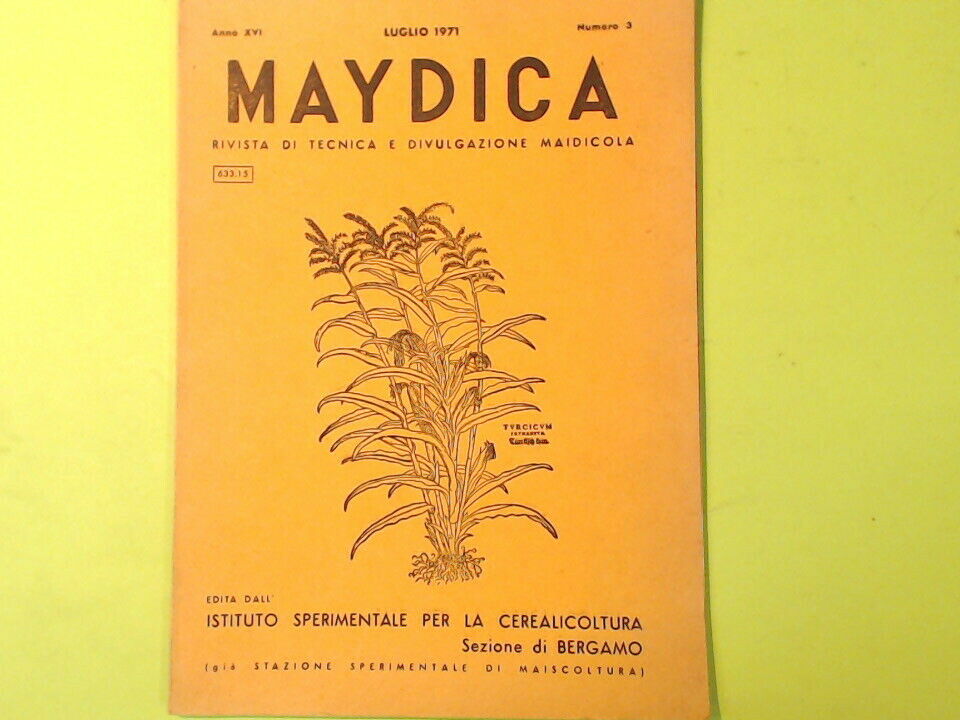 Anno XVI LUGLIO 1971 Numero 3
MAYDICA
RIVISTA DI TECNICA E DIVULGAZIONE MAIDICOLA
633.15
TVRCICVM
FRVMENTVM
EDITA DALL'
ISTITUTO SPERIMENTALE PER LA CEREALICOLTURA
Sezione di BERGAMO
(già STAZIONE SPERIMENTALE DI MAISCOLTURA)